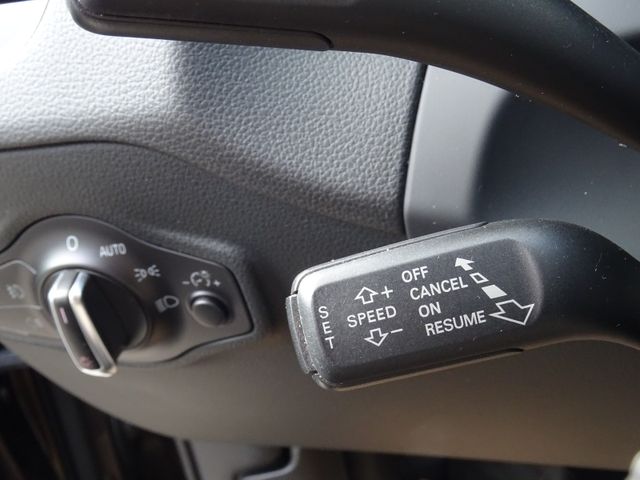 0
AUTO
SET
SPEED
+
−
OFF
CANCEL
ON
RESUME